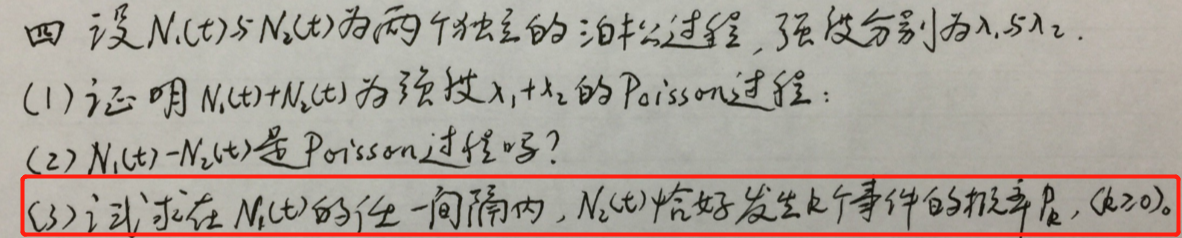 四 设N₁(t)与N₂(t)为两个独立的泊松过程,强度分别为λ₁与λ₂.
(1)证明N₁(t)+N₂(t)为强度λ₁+λ₂的Poisson过程:
(2)N₁(t)-N₂(t)是Poisson过程吗?
(3)试求在N₁(t)的任一间隔内,N₂(t)恰好发生k个事件的概率Pₖ,(k≥0)。